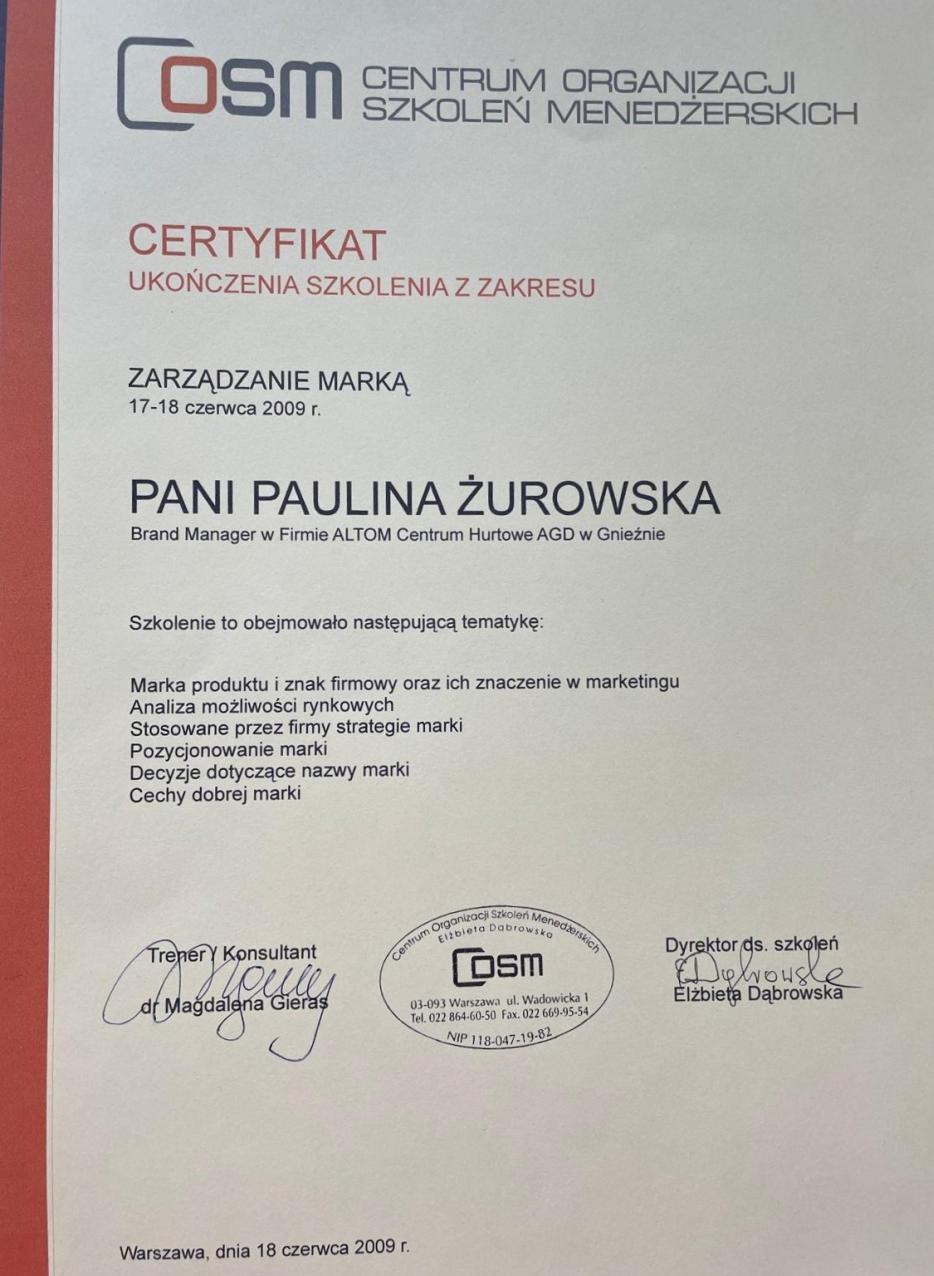 COSM CENTRUM ORGANIZACJI
SZKOLEŃ MENEDŻERSKICH
CERTYFIKAT
UKOŃCZENIA SZKOLENIA Z ZAKRESU
ZARZĄDZANIE MARKĄ
17-18 czerwca 2009 r.
PANI PAULINA ŻUROWSKA
Brand Manager w Firmie ALTOM Centrum Hurtowe AGD w Gnieźnie
Szkolenie to obejmowało następującą tematykę:
Marka produktu i znak firmowy oraz ich znaczenie w marketingu
Analiza możliwości rynkowych
Stosowane przez firmy strategie marki
Pozycjonowanie marki
Decyzje dotyczące nazwy marki
Cechy dobrej marki
Trener / Konsultant
dr Magdalena Gieras
Centrum Organizacji Szkoleń Menedżerskich
Elżbieta Dąbrowska
COSM
03-093 Warszawa ul. Wadowicka 1
Tel. 022 864-60-50 Fax. 022 669-95-54
NIP 118-047-19-82
Dyrektor ds. szkoleń
EDąbrowska
Elżbieta Dąbrowska
Warszawa, dnia 18 czerwca 2009 r.